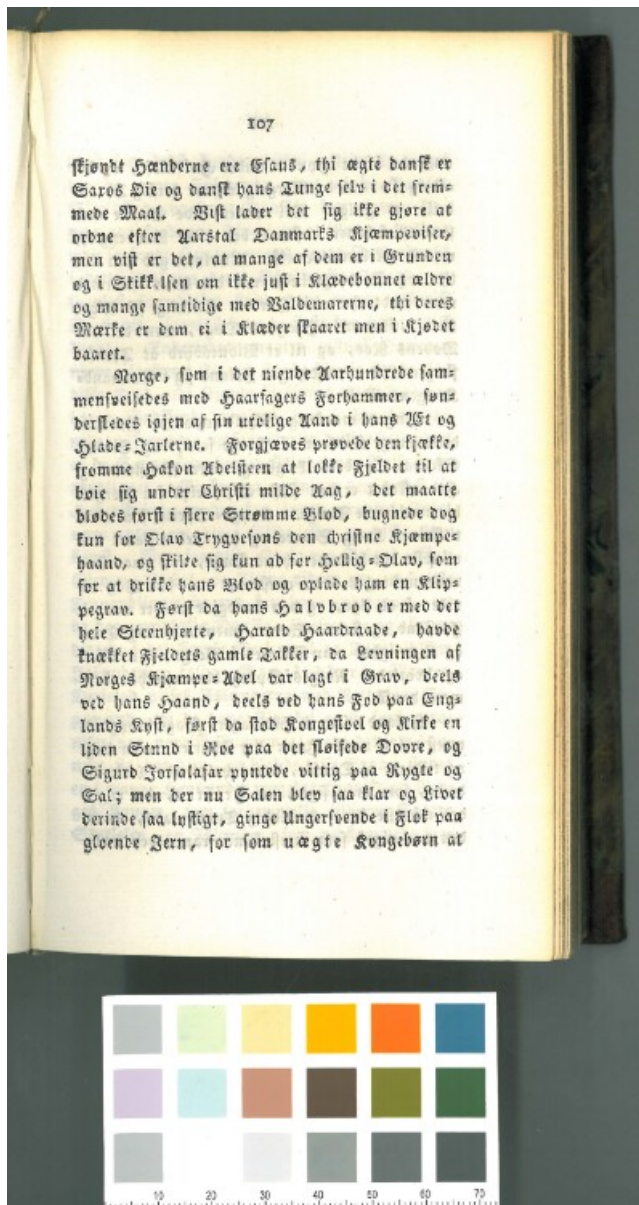 107
skjøndt Hænderne ere Esaus, thi ægte dansk er
Saxos Øie og dansk hans Tunge selv i det frem-
mede Maal. Vist lader det sig ikke gjøre at
ordne efter Aarstal Danmarks Kjæmpeviser,
men vist er det, at mange af dem er i Grunden
og i Skikk lsen om ikke just i Klædebonnet ældre
og mange samtidige med Valdemarerne, thi deres
Mærke er dem ei i Klæder skaaret men i Kjødet
baaret.
Norge, som i det niende Aarhundrede sam-
mensveisedes med Haarfagers Forhammer, søn-
dersledes igjen af sin urolige Aand i hans Æt og
Hlade-Jarlerne. Forgjæves prøvede den kjække,
fromme Hakon Adelsteen at lokke Fjeldet til at
bøie sig under Christi milde Aag, det maatte
blødes først i flere Strømme Blod, bugnede dog
kun for Olav Trygvesøns den christne Kjæmpe-
haand, og skilte sig kun ad for Hellig-Olav, som
for at drikke hans Blod og oplade ham en Klip-
pegrav. Først da hans Halvbroder med det
hele Steenhjerte, Harald Haardraade, havde
knækket Fjeldets gamle Takker, da Levningen af
Norges Kjæmpe-Adel var lagt i Grav, deels
ved hans Haand, deels ved hans Fod paa Eng-
lands Kyst, først da stod Kongestoel og Kirke en
liden Stund i Roe paa det sløifede Dovre, og
Sigurd Jorsalafar pyntede vittig paa Rygte og
Sal; men der nu Salen blev saa klar og Livet
derinde saa lystigt, ginge Ungersvende i Flok paa
gloende Jern, for som uægte Kongebørn at
10 20 30 40 50 60 70